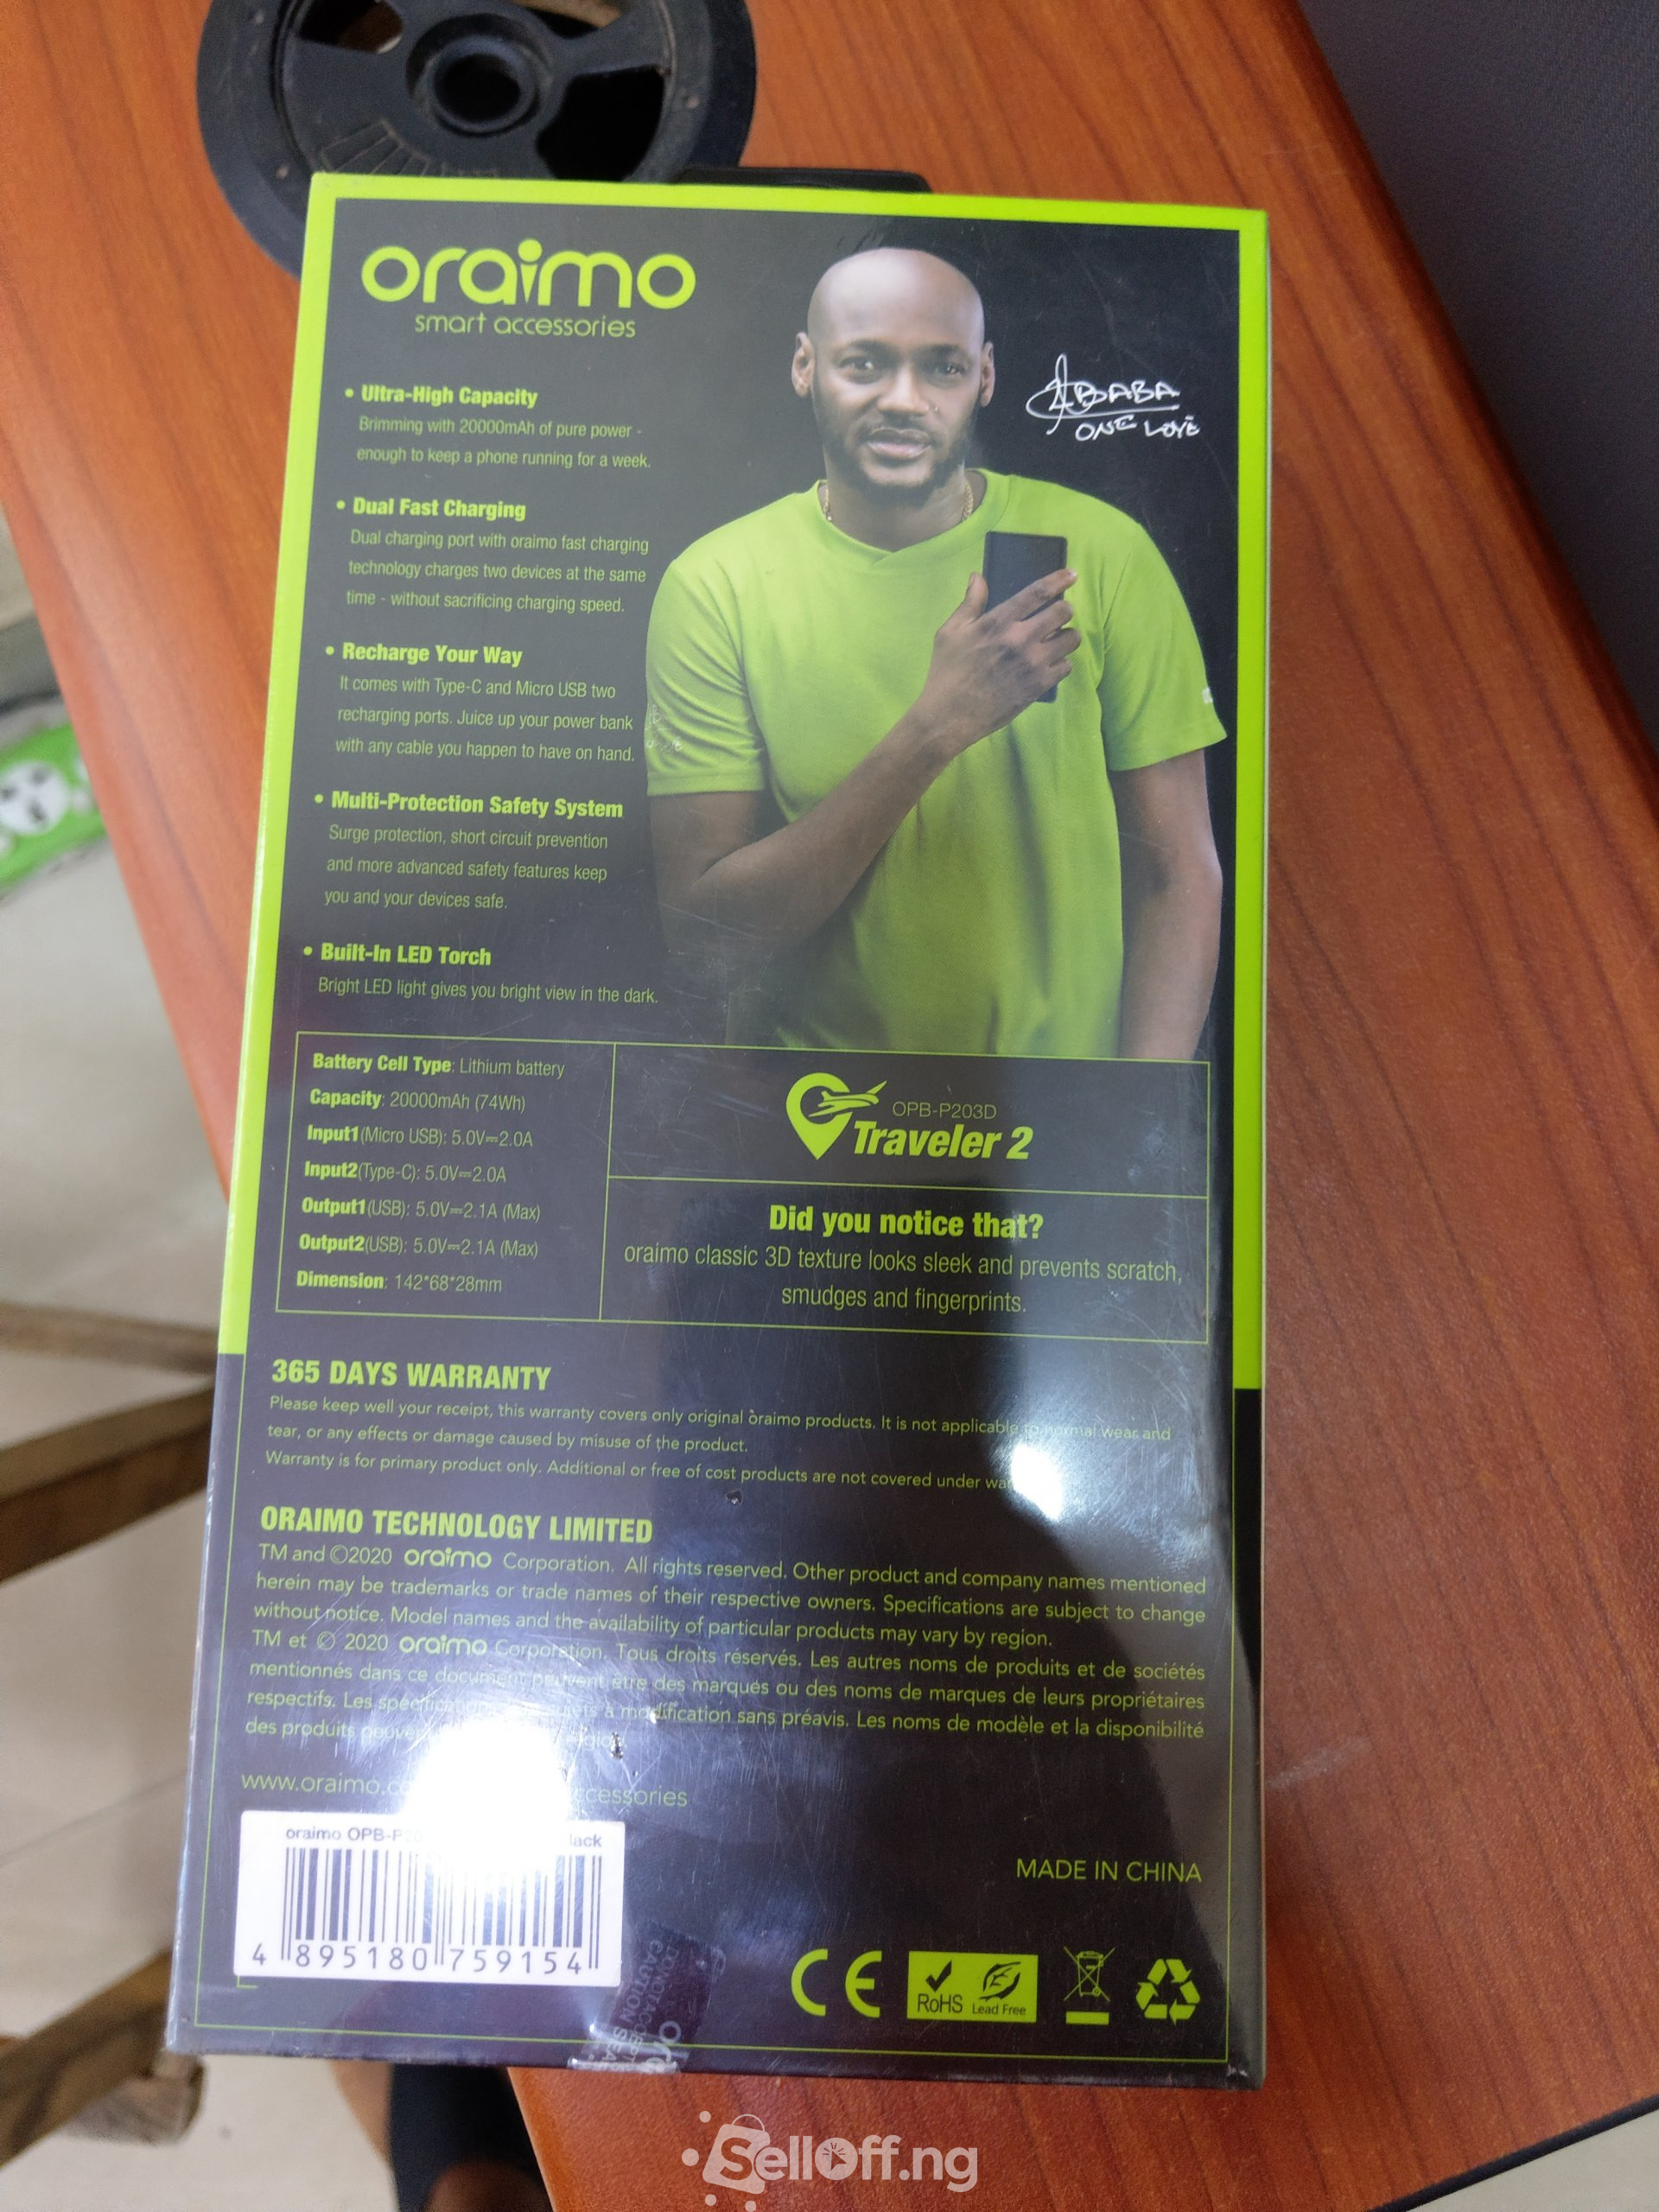 oraimo
smart accessories
ABABA
ONE LOVE
• Ultra-High Capacity
Brimming with 20000mAh of pure power -
enough to keep a phone running for a week.
• Dual Fast Charging
Dual charging port with oraimo fast charging
technology charges two devices at the same
time - without sacrificing charging speed.
• Recharge Your Way
It comes with Type-C and Micro USB two
recharging ports. Juice up your power bank
with any cable you happen to have on hand.
• Multi-Protection Safety System
Surge protection, short circuit prevention
and more advanced safety features keep
you and your devices safe.
• Built-In LED Torch
Bright LED light gives you bright view in the dark.
Battery Cell Type: Lithium battery
Capacity: 20000mAh (74Wh)
Input1(Micro USB): 5.0V⎓2.0A
Input2(Type-C): 5.0V⎓2.0A
Output1(USB): 5.0V⎓2.1A (Max)
Output2(USB): 5.0V⎓2.1A (Max)
Dimension: 142*68*28mm
OPB-P203D
Traveler 2
Did you notice that?
oraimo classic 3D texture looks sleek and prevents scratch,
smudges and fingerprints.
365 DAYS WARRANTY
Please keep well your receipt, this warranty covers only original oraimo products. It is not applicable to normal wear and
tear, or any effects or damage caused by misuse of the product.
Warranty is for primary product only. Additional or free of cost products are not covered under
ORAIMO TECHNOLOGY LIMITED
TM and ©2020 oraimo Corporation. All rights reserved. Other product and company names mentioned
herein may be trademarks or trade names of their respective owners. Specifications are subject to change
without notice. Model names and the availability of particular products may vary by region.
TM et © 2020 oraimo Corporation. Tous droits réservés. Les autres noms de produits et de sociétés
mentionnés dans ce document peuvent être des marques ou des noms de marques de leurs propriétaires
respectifs. Les à modification sans préavis. Les noms de modèle et la disponibilité
des produits
www.oraimo.
oraimo
4 895180 759154
MADE IN CHINA
CE
RoHS Lead Free
CAUTION
SellOff.ng